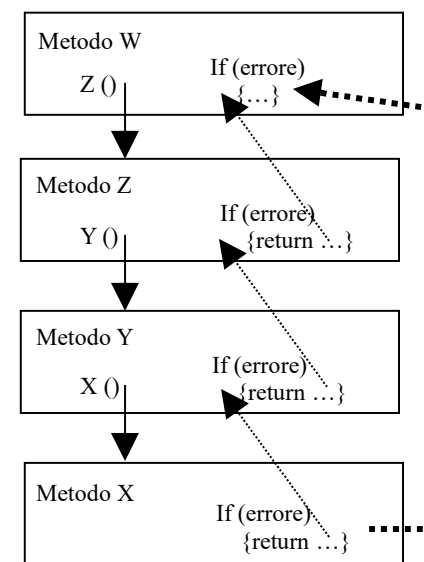 Metodo W
If (errore)
Z ()
{…}
Metodo Z
If (errore)
Y ()
{return …}
Metodo Y
If (errore)
X ()
{return …}
Metodo X
If (errore)
{return …}